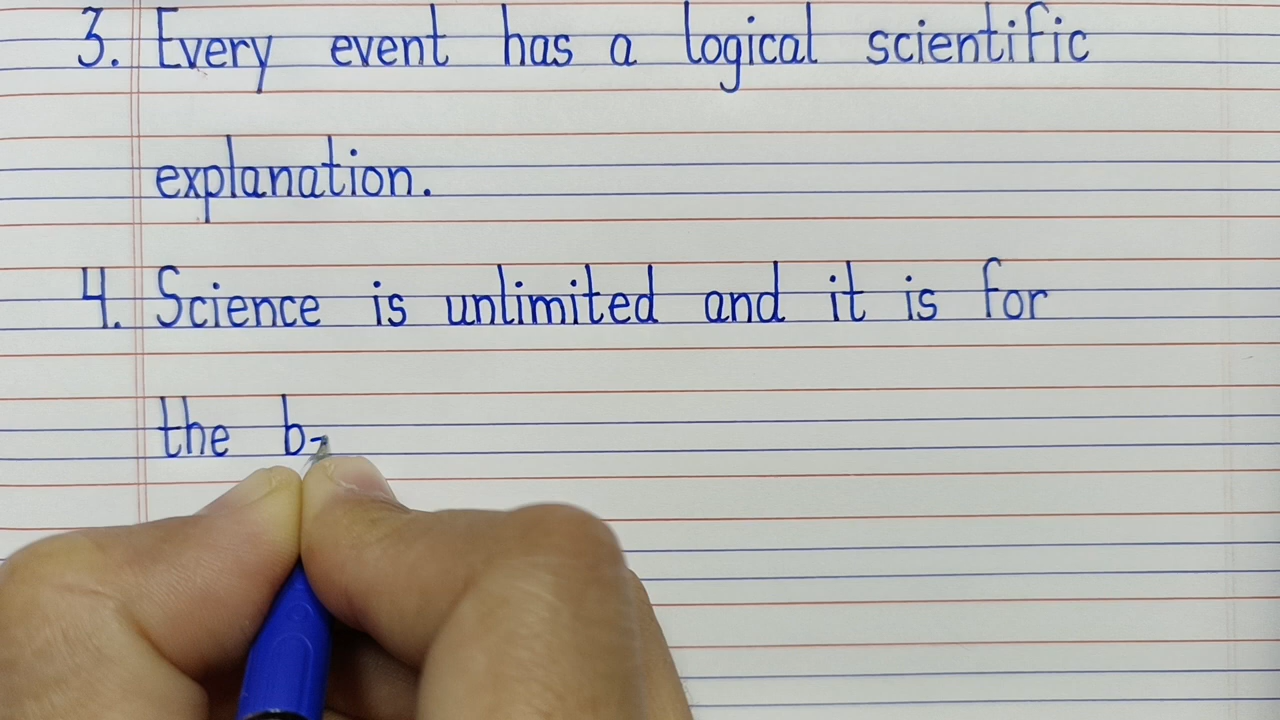 3. Every event has a logical scientific
explanation.
4. Science is unlimited and it is for
the